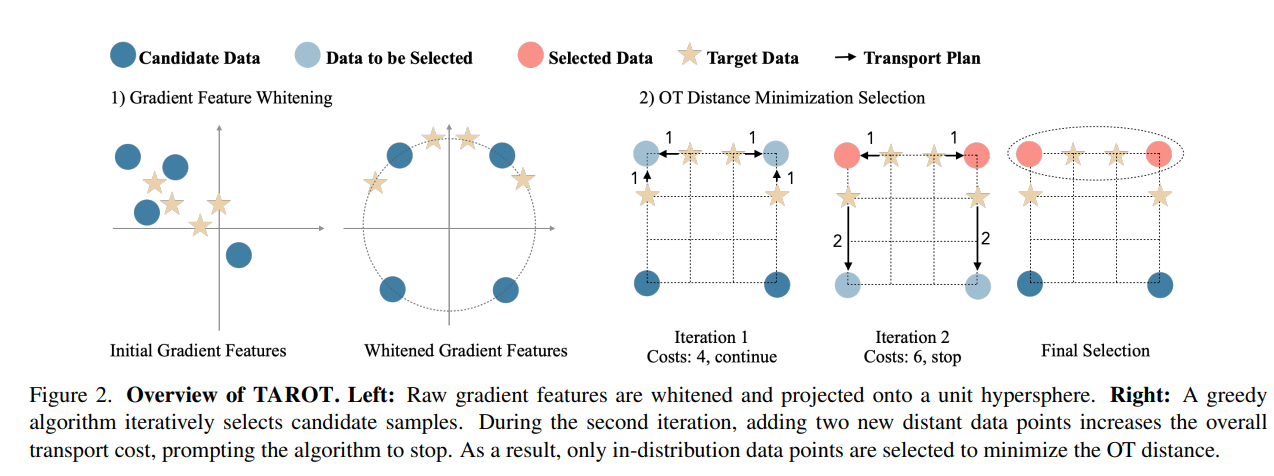 Candidate Data
Data to be Selected
Selected Data
Target Data
Transport Plan
1) Gradient Feature Whitening
2) OT Distance Minimization Selection
1
1
1
1
1
1
2
2
Initial Gradient Features
Whitened Gradient Features
Iteration 1
Costs: 4, continue
Iteration 2
Costs: 6, stop
Final Selection
Figure 2. Overview of TAROT. Left: Raw gradient features are whitened and projected onto a unit hypersphere. Right: A greedy
algorithm iteratively selects candidate samples. During the second iteration, adding two new distant data points increases the overall
transport cost, prompting the algorithm to stop. As a result, only in-distribution data points are selected to minimize the OT distance.